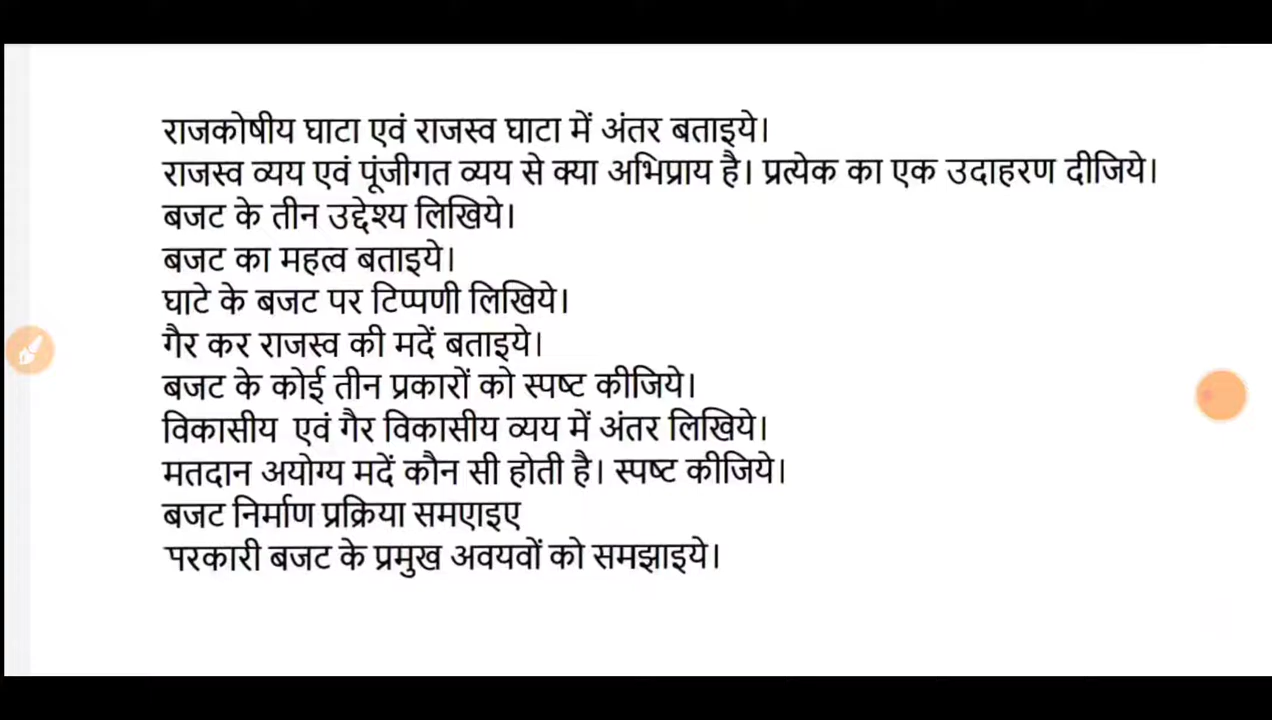 राजकोषीय घाटा एवं राजस्व घाटा में अंतर बताइये।
राजस्व व्यय एवं पूंजीगत व्यय से क्या अभिप्राय है। प्रत्येक का एक उदाहरण दीजिये।
बजट के तीन उद्देश्य लिखिये।
बजट का महत्व बताइये।
घाटे के बजट पर टिप्पणी लिखिये।
गैर कर राजस्व की मदें बताइये।
बजट के कोई तीन प्रकारों को स्पष्ट कीजिये।
विकासीय एवं गैर विकासीय व्यय में अंतर लिखिये।
मतदान अयोग्य मदें कौन सी होती है। स्पष्ट कीजिये।
बजट निर्माण प्रक्रिया समएाइए
परकारी बजट के प्रमुख अवयवों को समझाइये।